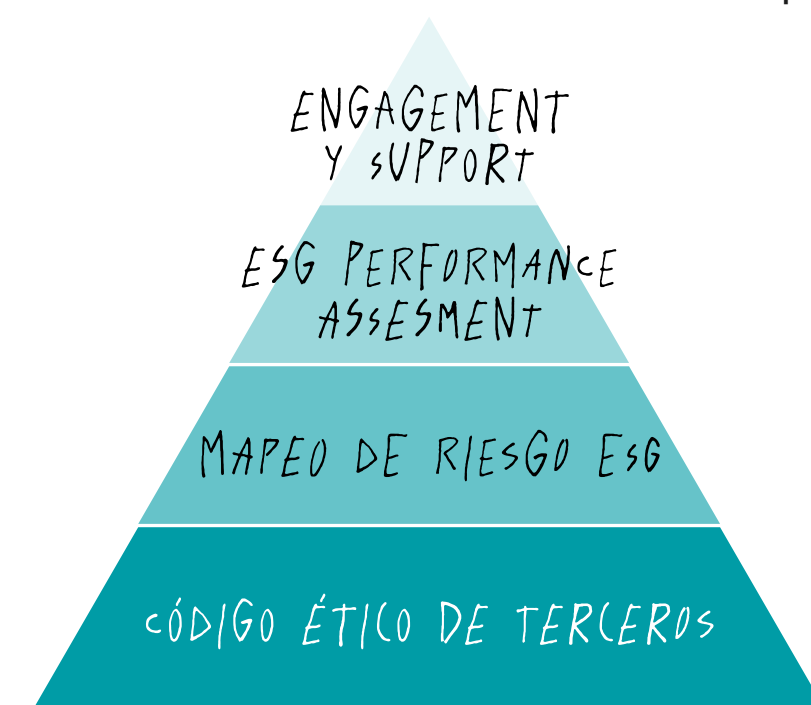 ENGAGEMENT
Y SUPPORT
ESG PERFORMANCE
ASSESMENT
MAPEO DE RIESGO ESG
CÓDIGO ÉTICO DE TERCEROS